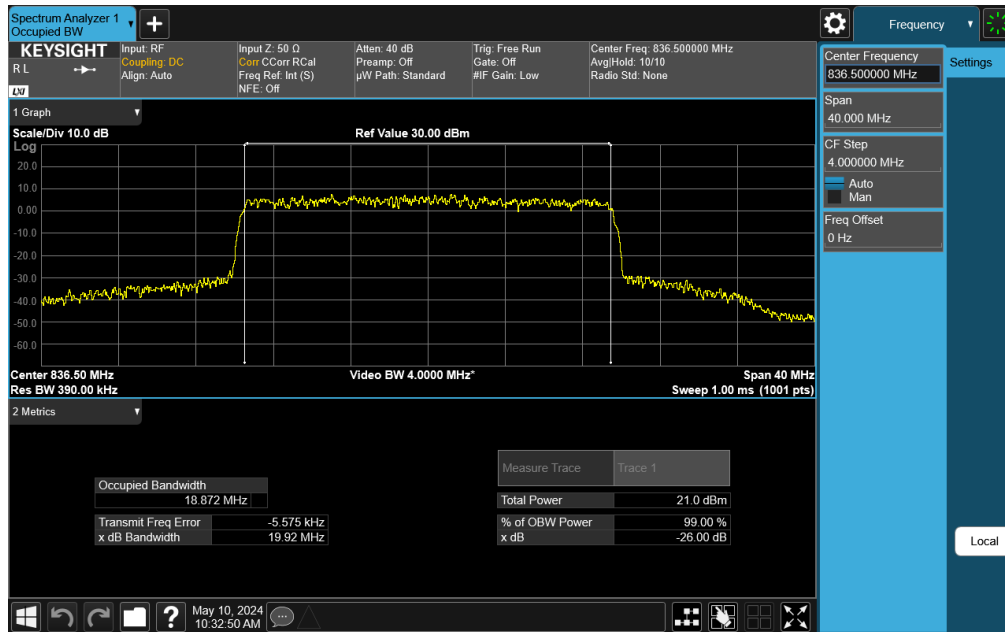 Spectrum Analyzer 1
Occupied BW
+
Frequency
KEYSIGHT
R L
LXI
Input: RF
Coupling: DC
Align: Auto
Input Z: 50 Ω
Corr CCorr RCal
Freq Ref: Int (S)
NFE: Off
Atten: 40 dB
Preamp: Off
µW Path: Standard
Trig: Free Run
Gate: Off
#IF Gain: Low
Center Freq: 836.500000 MHz
Avg|Hold: 10/10
Radio Std: None
Center Frequency
836.500000 MHz
Settings
Span
40.000 MHz
CF Step
4.000000 MHz
Auto
Man
Freq Offset
0 Hz
1 Graph
Scale/Div 10.0 dB
Ref Value 30.00 dBm
Log
20.0
10.0
0.00
-10.0
-20.0
-30.0
-40.0
-50.0
-60.0
Center 836.50 MHz
Video BW 4.0000 MHz*
Span 40 MHz
Res BW 390.00 kHz
Sweep 1.00 ms (1001 pts)
2 Metrics
Measure Trace
Trace 1
Occupied Bandwidth
18.872 MHz
Total Power
21.0 dBm
Transmit Freq Error
-5.575 kHz
% of OBW Power
99.00 %
x dB Bandwidth
19.92 MHz
x dB
-26.00 dB
Local
?
May 10, 2024
10:32:50 AM